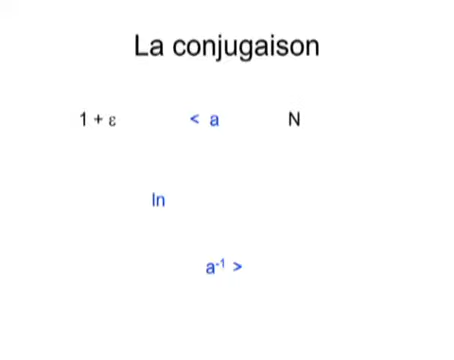 La conjugaison
1 + ε < a N
ln
a⁻¹ >